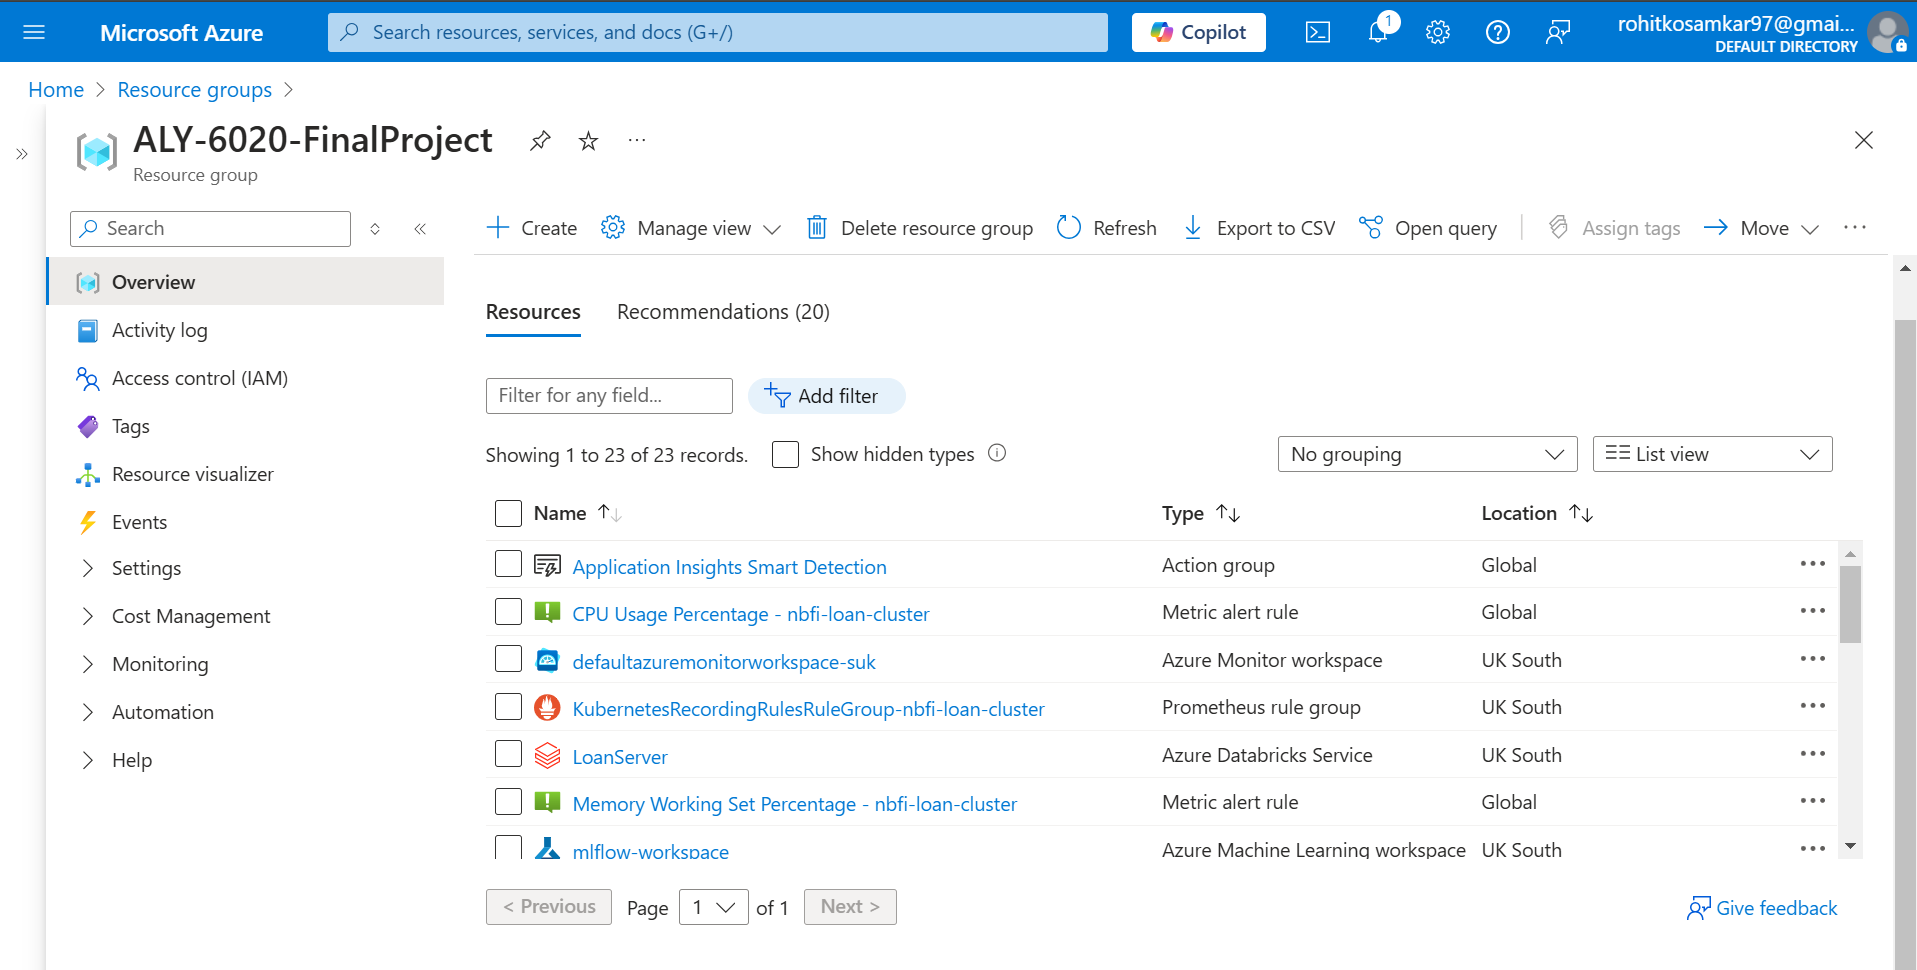 Microsoft Azure
Search resources, services, and docs (G+/)
Copilot
1
rohitkosamkar97@gmai...
DEFAULT DIRECTORY
Home > Resource groups >
ALY-6020-FinalProject
Resource group
Search
Create
Manage view
Delete resource group
Refresh
Export to CSV
Open query
Assign tags
Move
Overview
Activity log
Access control (IAM)
Tags
Resource visualizer
Events
Settings
Cost Management
Monitoring
Automation
Help
Resources
Recommendations (20)
Filter for any field...
Add filter
Showing 1 to 23 of 23 records.
Show hidden types
No grouping
List view
Name Type Location
Application Insights Smart Detection Action group Global
CPU Usage Percentage - nbfi-loan-cluster Metric alert rule Global
defaultazuremonitorworkspace-suk Azure Monitor workspace UK South
KubernetesRecordingRulesRuleGroup-nbfi-loan-cluster Prometheus rule group UK South
LoanServer Azure Databricks Service UK South
Memory Working Set Percentage - nbfi-loan-cluster Metric alert rule Global
mlflow-workspace Azure Machine Learning workspace UK South
< Previous Page 1 of 1 Next >
Give feedback